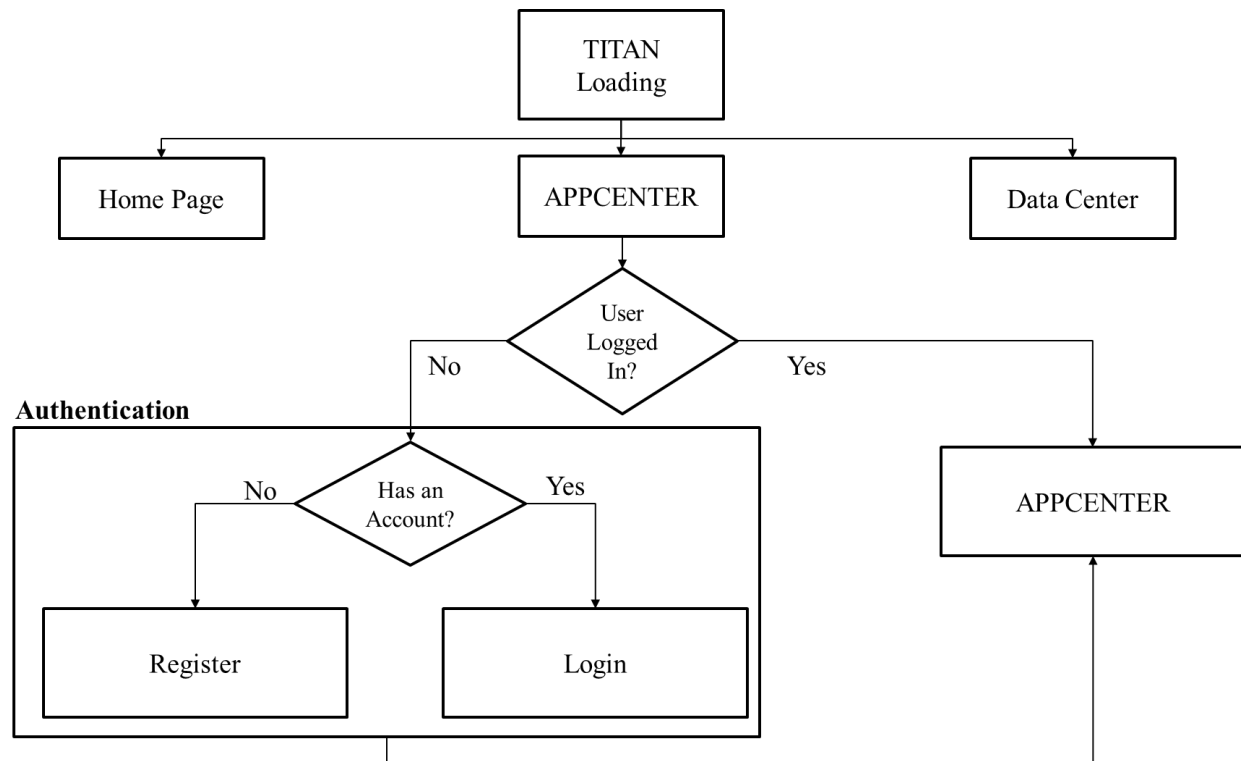 TITAN
Loading
Home Page
APPCENTER
Data Center
User
Logged
In?
No
Yes
Authentication
No
Has an
Account?
Yes
APPCENTER
Register
Login